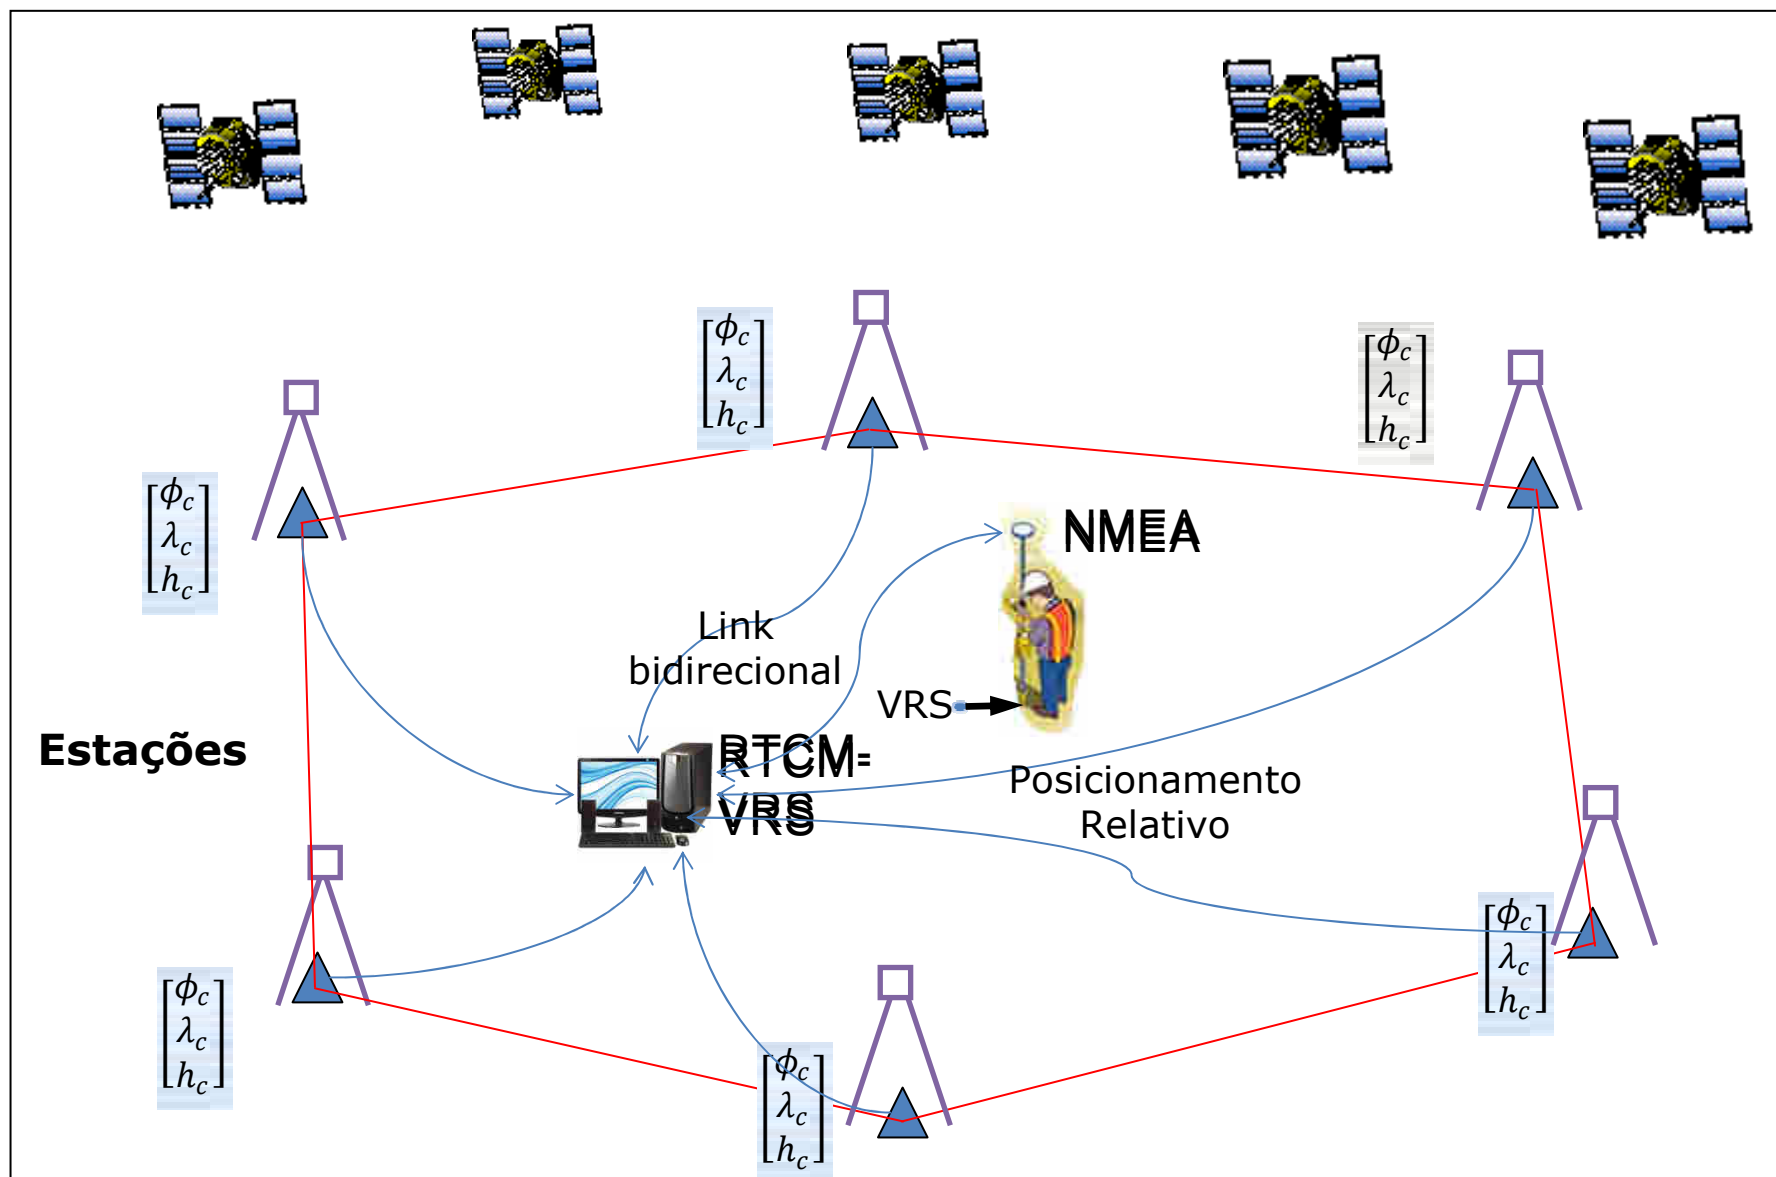 ϕc
λc
hc
ϕc
λc
hc
ϕc
λc
hc
NMEA
Link
bidirecional
VRS
Estações
RTCM-
VRS
Posicionamento
Relativo
ϕc
λc
hc
ϕc
λc
hc
ϕc
λc
hc